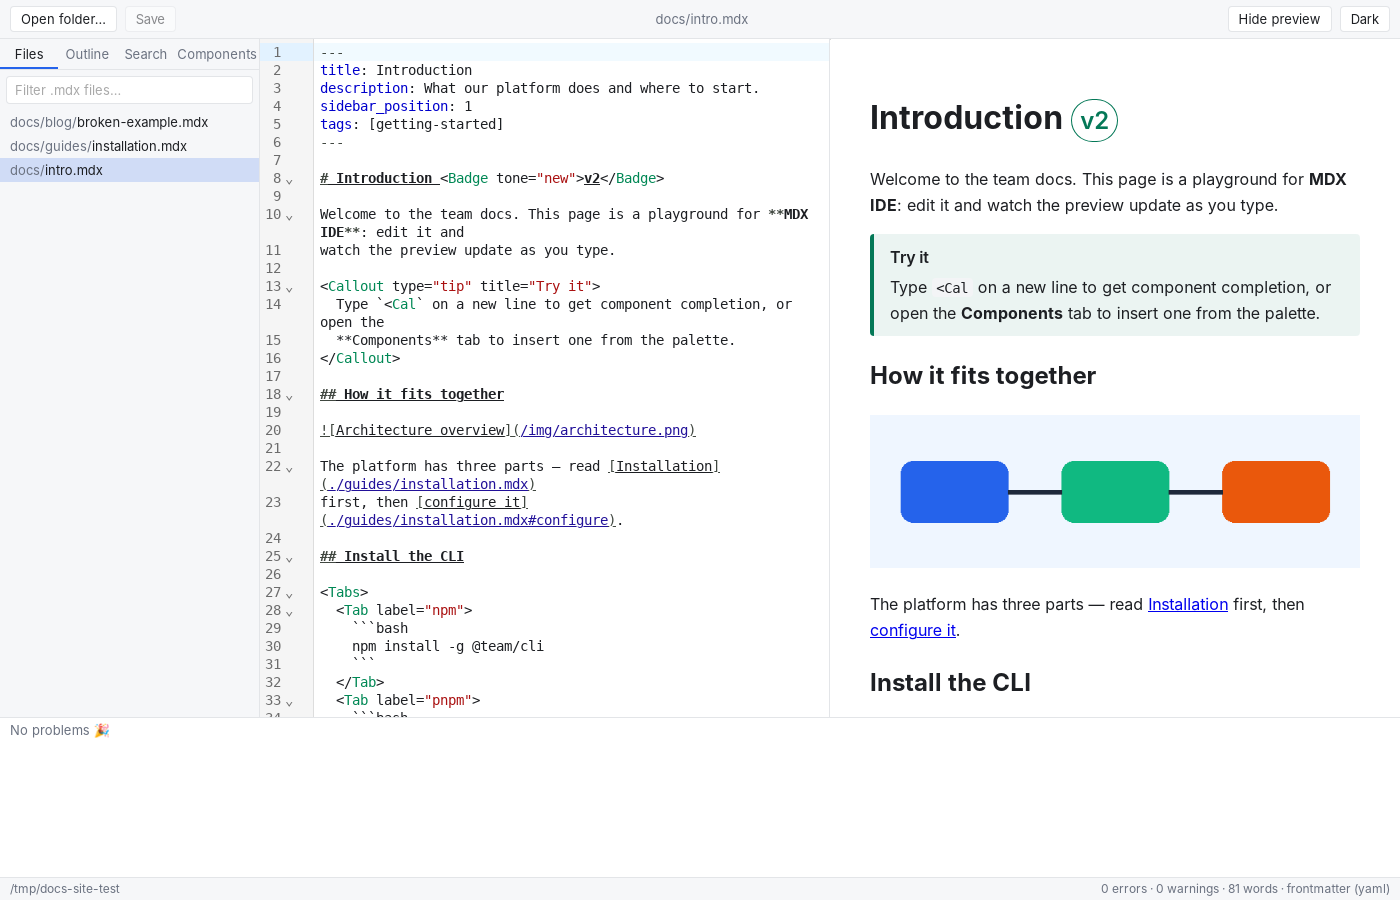 Open folder... Save docs/intro.mdx Hide preview Dark
Files Outline Search Components
Filter .mdx files...
docs/blog/broken-example.mdx
docs/guides/installation.mdx
docs/intro.mdx
1 ---
2 title: Introduction
3 description: What our platform does and where to start.
4 sidebar_position: 1
5 tags: [getting-started]
6 ---
7
8 # Introduction <Badge tone="new">v2</Badge>
9
10 Welcome to the team docs. This page is a playground for **MDX
IDE**: edit it and
11 watch the preview update as you type.
12
13 <Callout type="tip" title="Try it">
14   Type `<Cal` on a new line to get component completion, or
open the
15   **Components** tab to insert one from the palette.
16 </Callout>
17
18 ## How it fits together
19
20 ![Architecture overview](/img/architecture.png)
21
22 The platform has three parts — read [Installation]
(./guides/installation.mdx)
23 first, then [configure it]
(./guides/installation.mdx#configure).
24
25 ## Install the CLI
26
27 <Tabs>
28   <Tab label="npm">
29     ```bash
30     npm install -g @team/cli
31     ```
32   </Tab>
33   <Tab label="pnpm">
34     ```bash
Introduction v2
Welcome to the team docs. This page is a playground for MDX
IDE: edit it and watch the preview update as you type.
Try it
Type <Cal on a new line to get component completion, or
open the Components tab to insert one from the palette.
How it fits together
The platform has three parts — read Installation first, then
configure it.
Install the CLI
No problems 🎉
/tmp/docs-site-test 0 errors · 0 warnings · 81 words · frontmatter (yaml)